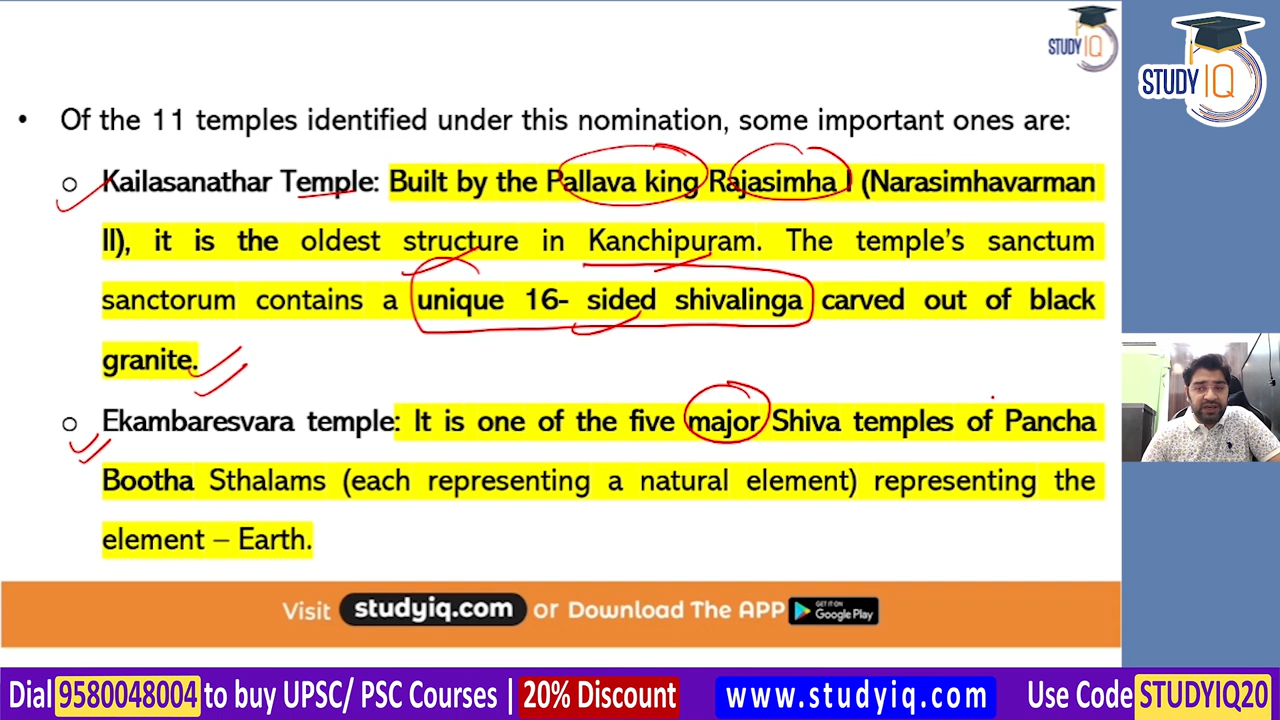 STUDY IQ
STUDY IQ
• Of the 11 temples identified under this nomination, some important ones are:
o Kailasanathar Temple: Built by the Pallava king Rajasimha I (Narasimhavarman
II), it is the oldest structure in Kanchipuram. The temple's sanctum
sanctorum contains a unique 16- sided shivalinga carved out of black
granite.
o Ekambaresvara temple: It is one of the five major Shiva temples of Pancha
Bootha Sthalams (each representing a natural element) representing the
element – Earth.
Visit studyiq.com or Download The APP GET IT ON Google Play
Dial 9580048004 to buy UPSC/ PSC Courses | 20% Discount www.studyiq.com Use Code STUDYIQ20